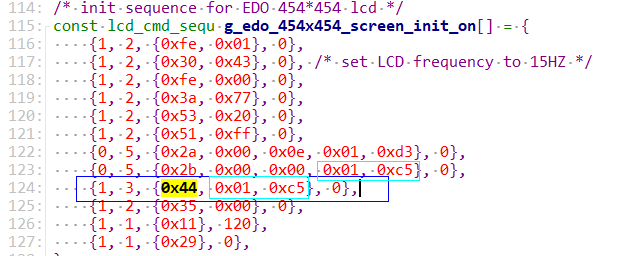 114: /* init sequence for EDO 454*454 lcd */
115: const lcd_cmd_sequ g_edo_454x454_screen_init_on[] = {
116: ····{1, 2, {0xfe, 0x01}, 0},
117: ····{1, 2, {0x30, 0x43}, 0}, /* set LCD frequency to 15HZ */
118: ····{1, 2, {0xfe, 0x00}, 0},
119: ····{1, 2, {0x3a, 0x77}, 0},
120: ····{1, 2, {0x53, 0x20}, 0},
121: ····{1, 2, {0x51, 0xff}, 0},
122: ····{0, 5, {0x2a, 0x00, 0x0e, 0x01, 0xd3}, 0},
123: ····{0, 5, {0x2b, 0x00, 0x00, 0x01, 0xc5}, 0},
124: ····{1, 3, {0x44, 0x01, 0xc5}, 0},
125: ····{1, 2, {0x35, 0x00}, 0},
126: ····{1, 1, {0x11}, 120},
127: ····{1, 1, {0x29}, 0},